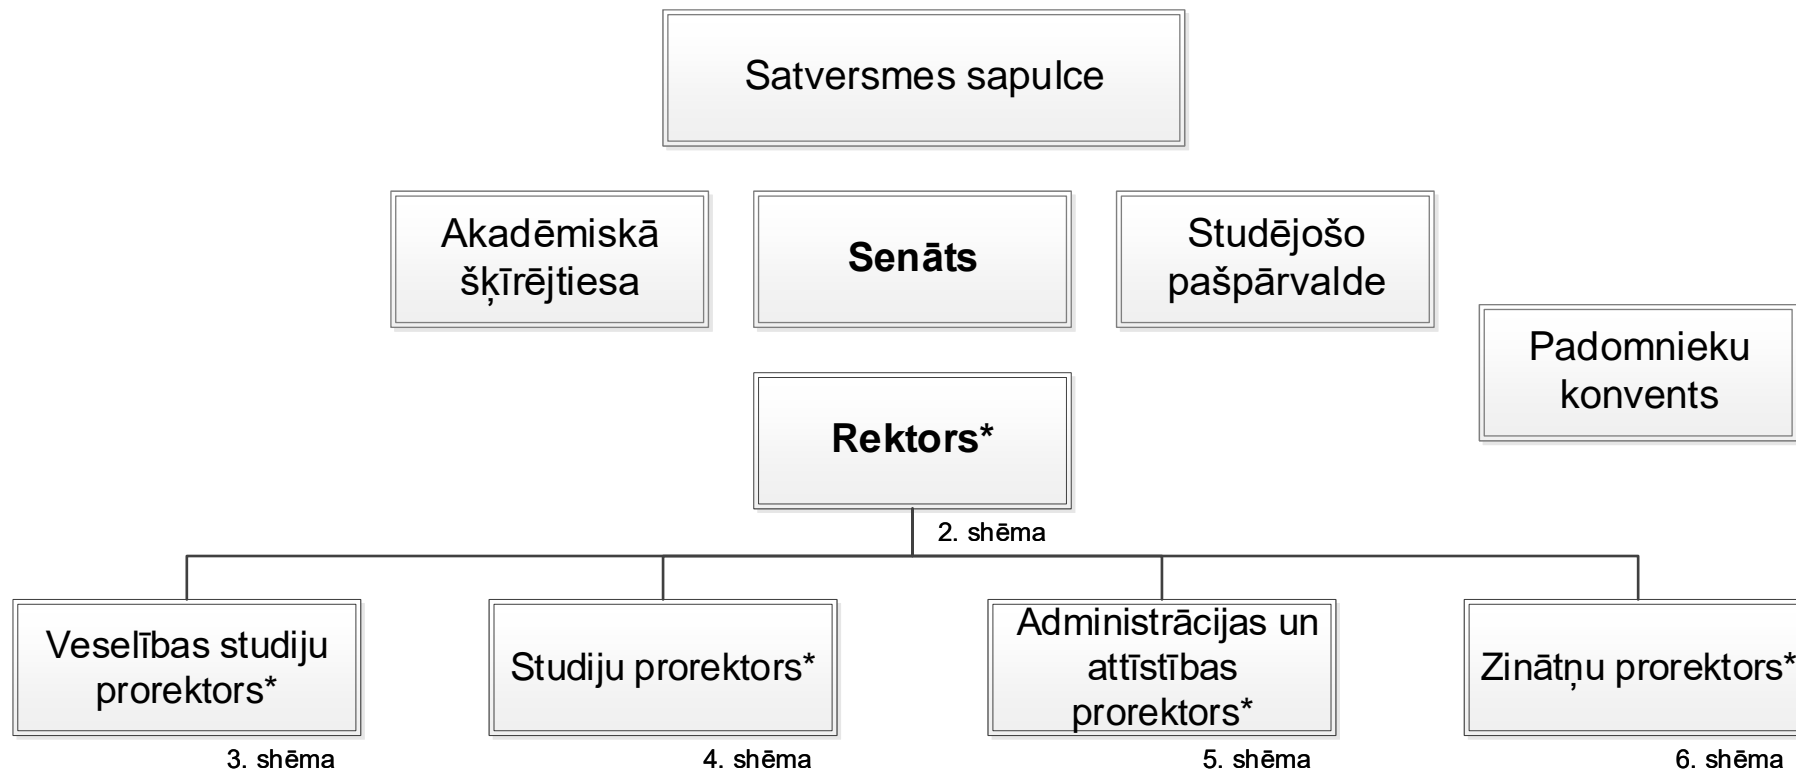 Satversmes sapulce
Akadēmiskā
šķīrējtiesa
Senāts
Studējošo
pašpārvalde
Padomnieku
konvents
Rektors*
2. shēma
Veselības studiju
prorektors*
3. shēma
Studiju prorektors*
4. shēma
Administrācijas un
attīstības
prorektors*
5. shēma
Zinātņu prorektors*
6. shēma